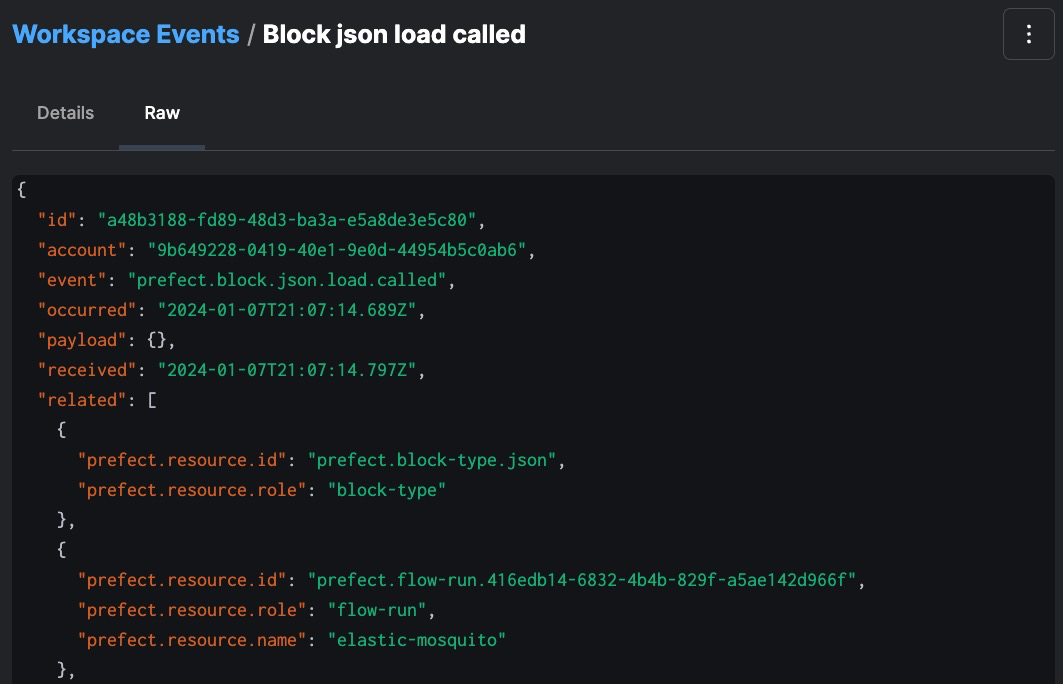 Workspace Events / Block json load called
Details Raw
{
"id": "a48b3188-fd89-48d3-ba3a-e5a8de3e5c80",
"account": "9b649228-0419-40e1-9e0d-44954b5c0ab6",
"event": "prefect.block.json.load.called",
"occurred": "2024-01-07T21:07:14.689Z",
"payload": {},
"received": "2024-01-07T21:07:14.797Z",
"related": [
{
"prefect.resource.id": "prefect.block-type.json",
"prefect.resource.role": "block-type"
},
{
"prefect.resource.id": "prefect.flow-run.416edb14-6832-4b4b-829f-a5ae142d966f",
"prefect.resource.role": "flow-run",
"prefect.resource.name": "elastic-mosquito"
},